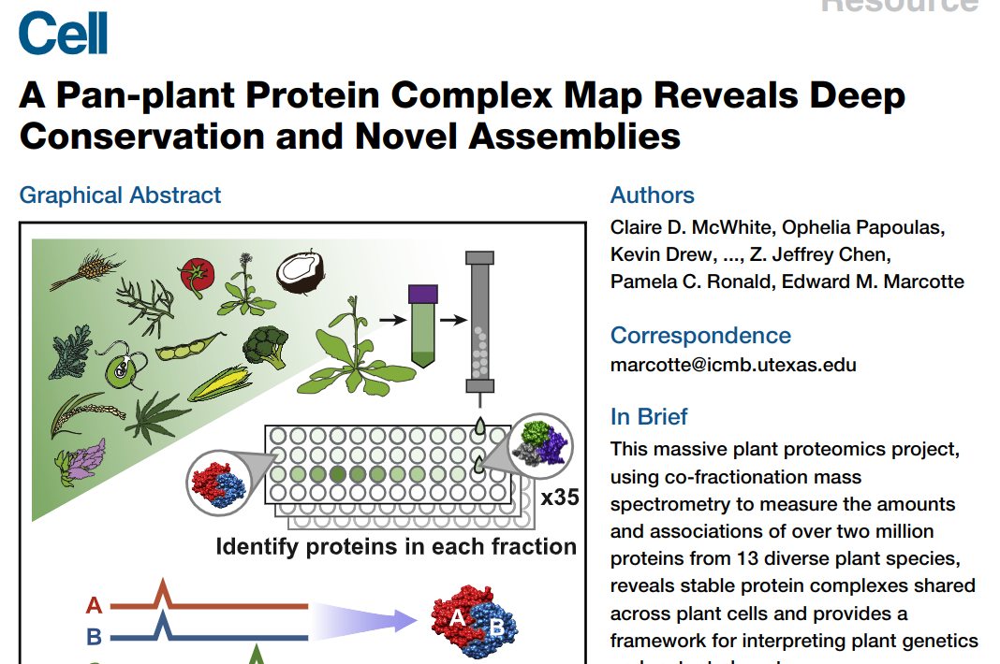 Resource
Cell
A Pan-plant Protein Complex Map Reveals Deep
Conservation and Novel Assemblies
Graphical Abstract
x35
Identify proteins in each fraction
A
B
A
B
Authors
Claire D. McWhite, Ophelia Papoulas,
Kevin Drew, ..., Z. Jeffrey Chen,
Pamela C. Ronald, Edward M. Marcotte
Correspondence
marcotte@icmb.utexas.edu
In Brief
This massive plant proteomics project,
using co-fractionation mass
spectrometry to measure the amounts
and associations of over two million
proteins from 13 diverse plant species,
reveals stable protein complexes shared
across plant cells and provides a
framework for interpreting plant genetics